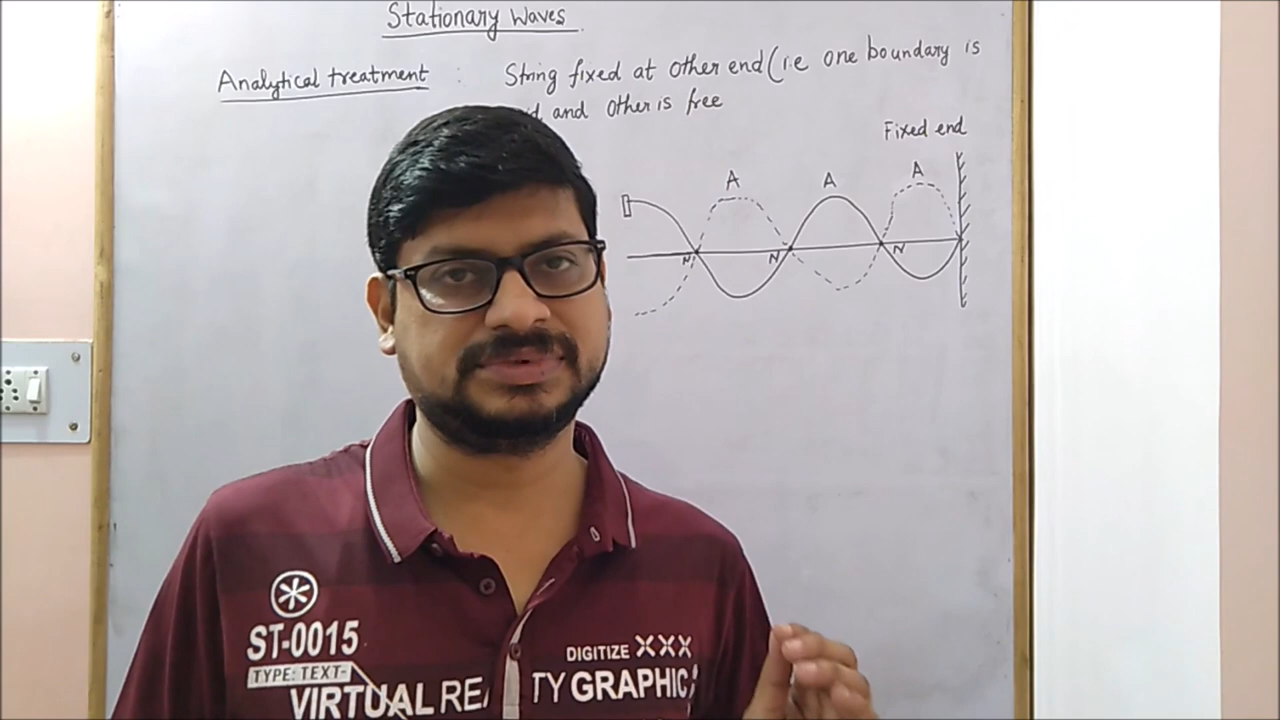 Stationary Waves
Analytical treatment : String fixed at other end (i.e one boundary is
and other is free
Fixed end
A A A
N N N
ST-0015
TYPE: TEXT-
DIGITIZE XXX
VIRTUAL REA TY GRAPHIC